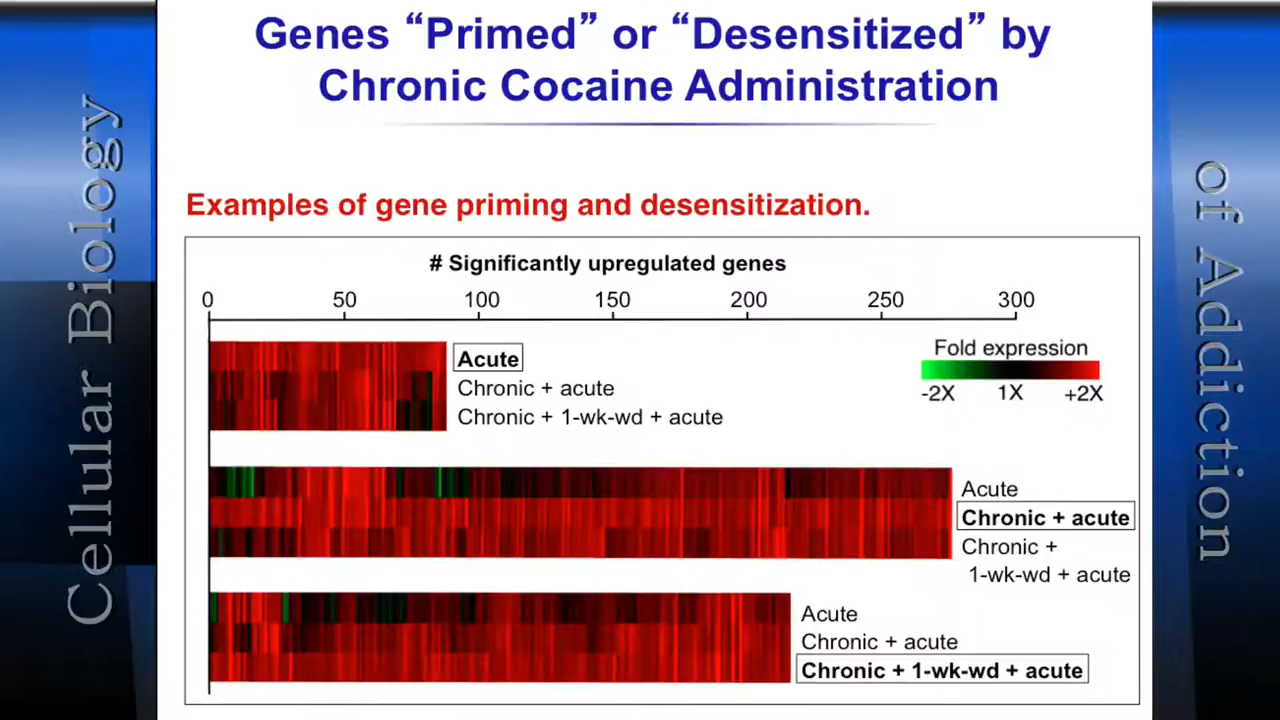 Genes “Primed” or “Desensitized” by
Chronic Cocaine Administration
Cellular Biology
of Addiction
Examples of gene priming and desensitization.
# Significantly upregulated genes
0 50 100 150 200 250 300
Fold expression
-2X 1X +2X
Acute
Chronic + acute
Chronic + 1-wk-wd + acute
Acute
Chronic + acute
Chronic +
1-wk-wd + acute
Acute
Chronic + acute
Chronic + 1-wk-wd + acute